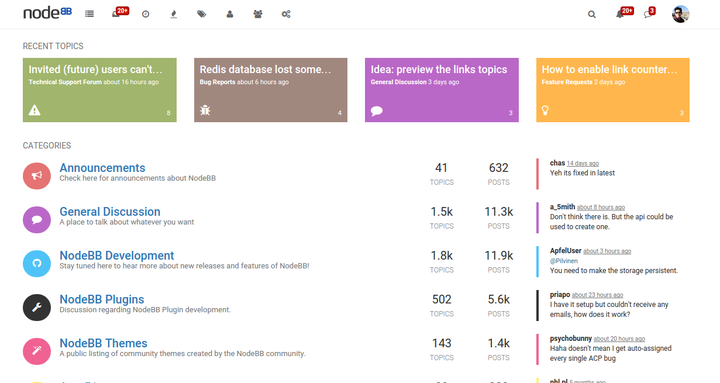 nodeBB
20+
20+
3
RECENT TOPICS
Invited (future) users can't...
Technical Support Forum about 16 hours ago
8
Redis database lost some...
Bug Reports about 6 hours ago
4
Idea: preview the links topics
General Discussion 3 days ago
3
How to enable link counter...
Feature Requests 2 days ago
3
CATEGORIES
Announcements
Check here for announcements about NodeBB
41
TOPICS
632
POSTS
chas 14 days ago
Yeh its fixed in latest
General Discussion
A place to talk about whatever you want
1.5k
TOPICS
11.3k
POSTS
a_5mith about 8 hours ago
Don't think there is. But the api could be
used to create one.
NodeBB Development
Stay tuned here to hear more about new releases and features of NodeBB!
1.8k
TOPICS
11.9k
POSTS
ApfelUser about 3 hours ago
@Pilvinen
You need to make the storage persistent.
NodeBB Plugins
Discussion regarding NodeBB Plugin development.
502
TOPICS
5.6k
POSTS
priapo about 23 hours ago
I have it setup but couldn't receive any
emails, how does it work?
NodeBB Themes
A public listing of community themes created by the NodeBB community.
143
TOPICS
1.4k
POSTS
psychobunny about 20 hours ago
Haha doesn't mean I get auto-assigned
every single ACP bug